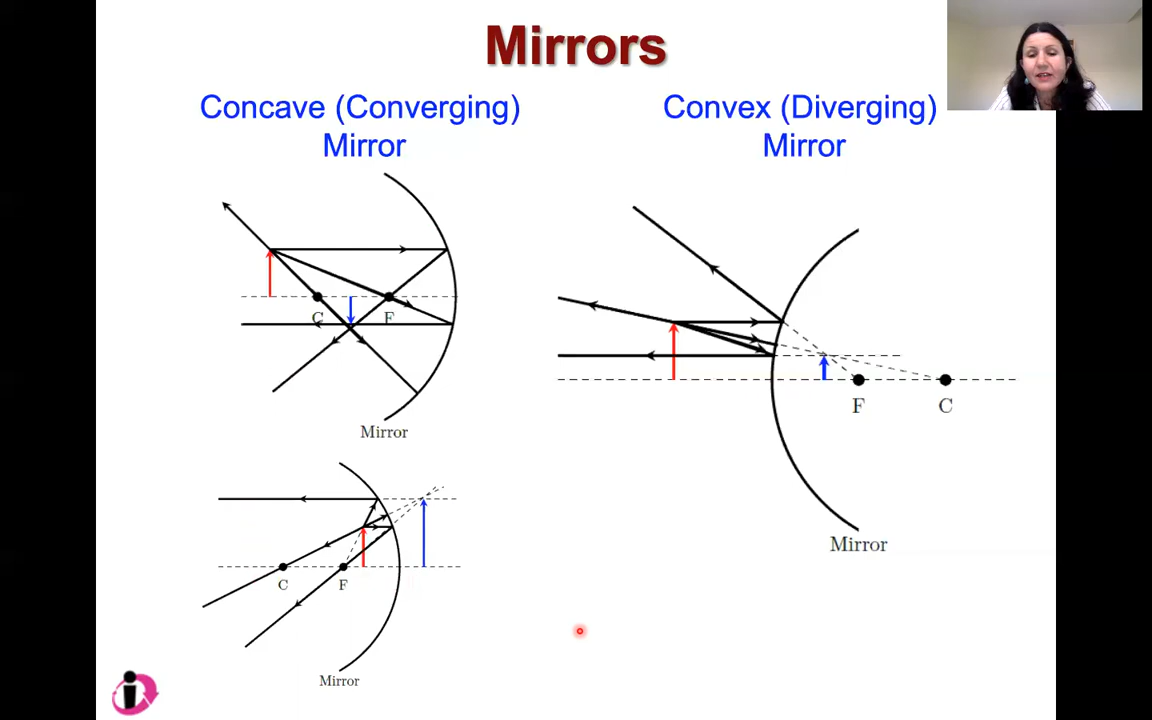 Mirrors
Concave (Converging)
Mirror
Convex (Diverging)
Mirror
C
F
Mirror
F
C
Mirror
C
F
Mirror
i